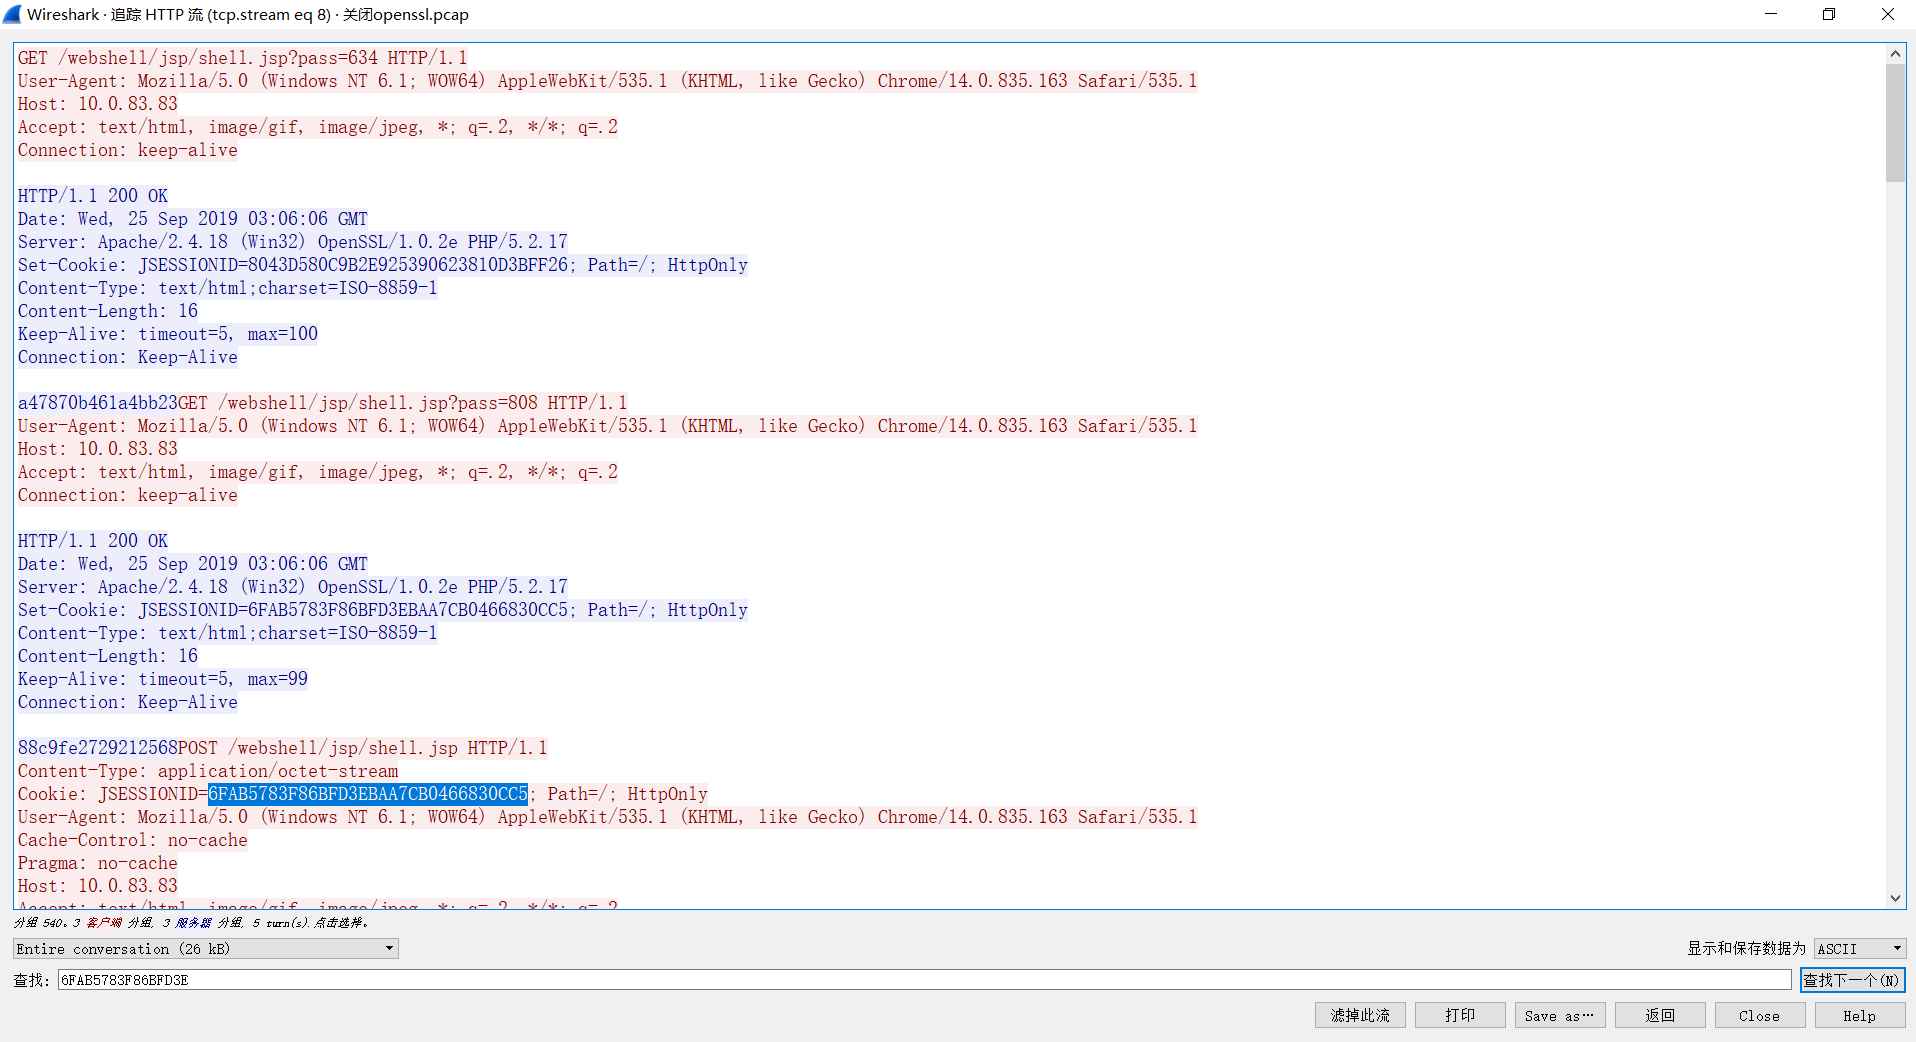 Wireshark · 追踪 HTTP 流 (tcp.stream eq 8) · 关闭openssl.pcap
GET /webshell/jsp/shell.jsp?pass=634 HTTP/1.1
User-Agent: Mozilla/5.0 (Windows NT 6.1; WOW64) AppleWebKit/535.1 (KHTML, like Gecko) Chrome/14.0.835.163 Safari/535.1
Host: 10.0.83.83
Accept: text/html, image/gif, image/jpeg, *; q=.2, */*; q=.2
Connection: keep-alive
HTTP/1.1 200 OK
Date: Wed, 25 Sep 2019 03:06:06 GMT
Server: Apache/2.4.18 (Win32) OpenSSL/1.0.2e PHP/5.2.17
Set-Cookie: JSESSIONID=8043D580C9B2E925390623810D3BFF26; Path=/; HttpOnly
Content-Type: text/html;charset=ISO-8859-1
Content-Length: 16
Keep-Alive: timeout=5, max=100
Connection: Keep-Alive
a47870b461a4bb23GET /webshell/jsp/shell.jsp?pass=808 HTTP/1.1
User-Agent: Mozilla/5.0 (Windows NT 6.1; WOW64) AppleWebKit/535.1 (KHTML, like Gecko) Chrome/14.0.835.163 Safari/535.1
Host: 10.0.83.83
Accept: text/html, image/gif, image/jpeg, *; q=.2, */*; q=.2
Connection: keep-alive
HTTP/1.1 200 OK
Date: Wed, 25 Sep 2019 03:06:06 GMT
Server: Apache/2.4.18 (Win32) OpenSSL/1.0.2e PHP/5.2.17
Set-Cookie: JSESSIONID=6FAB5783F86BFD3EBAA7CB0466830CC5; Path=/; HttpOnly
Content-Type: text/html;charset=ISO-8859-1
Content-Length: 16
Keep-Alive: timeout=5, max=99
Connection: Keep-Alive
88c9fe2729212568POST /webshell/jsp/shell.jsp HTTP/1.1
Content-Type: application/octet-stream
Cookie: JSESSIONID=6FAB5783F86BFD3EBAA7CB0466830CC5; Path=/; HttpOnly
User-Agent: Mozilla/5.0 (Windows NT 6.1; WOW64) AppleWebKit/535.1 (KHTML, like Gecko) Chrome/14.0.835.163 Safari/535.1
Cache-Control: no-cache
Pragma: no-cache
Host: 10.0.83.83
Accept: text/html, image/gif, image/jpeg, *; q=.2, */*; q=.2
分组 540。3 客户端 分组, 3 服务器 分组, 5 turn(s).点击选择。
Entire conversation (26 kB) 显示和保存数据为 ASCII
查找: 6FAB5783F86BFD3E 查找下一个(N)
滤掉此流 打印 Save as… 返回 Close Help